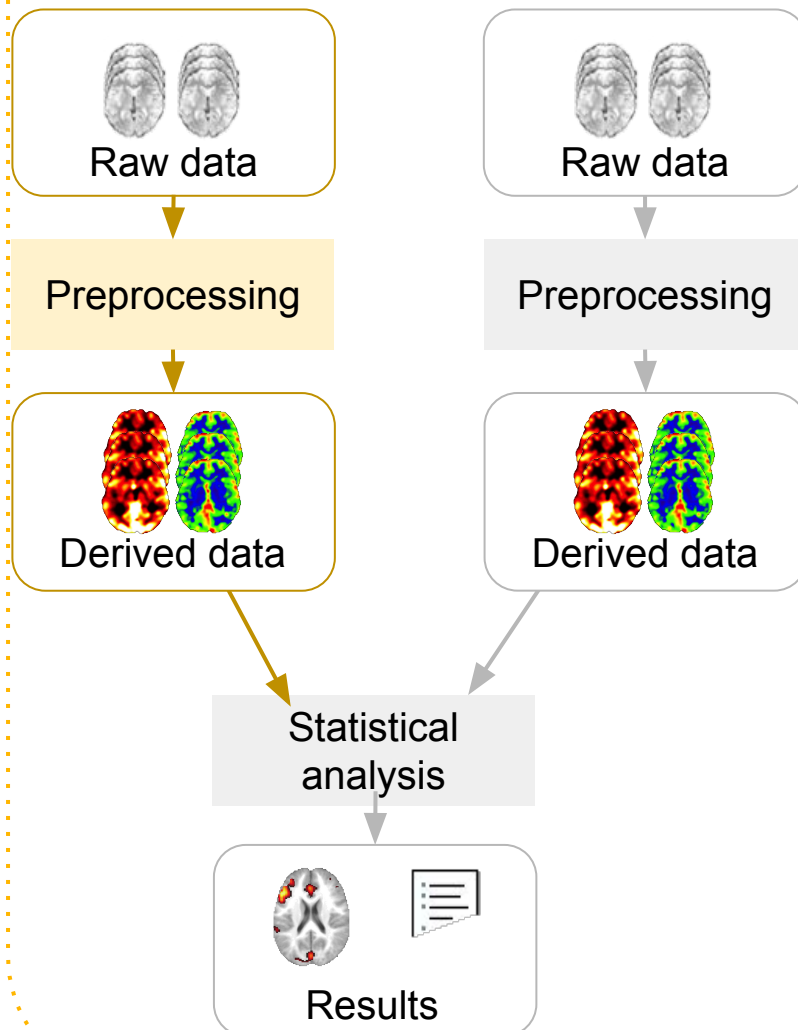 Raw data
Raw data
Preprocessing
Preprocessing
Derived data
Derived data
Statistical
analysis
Results